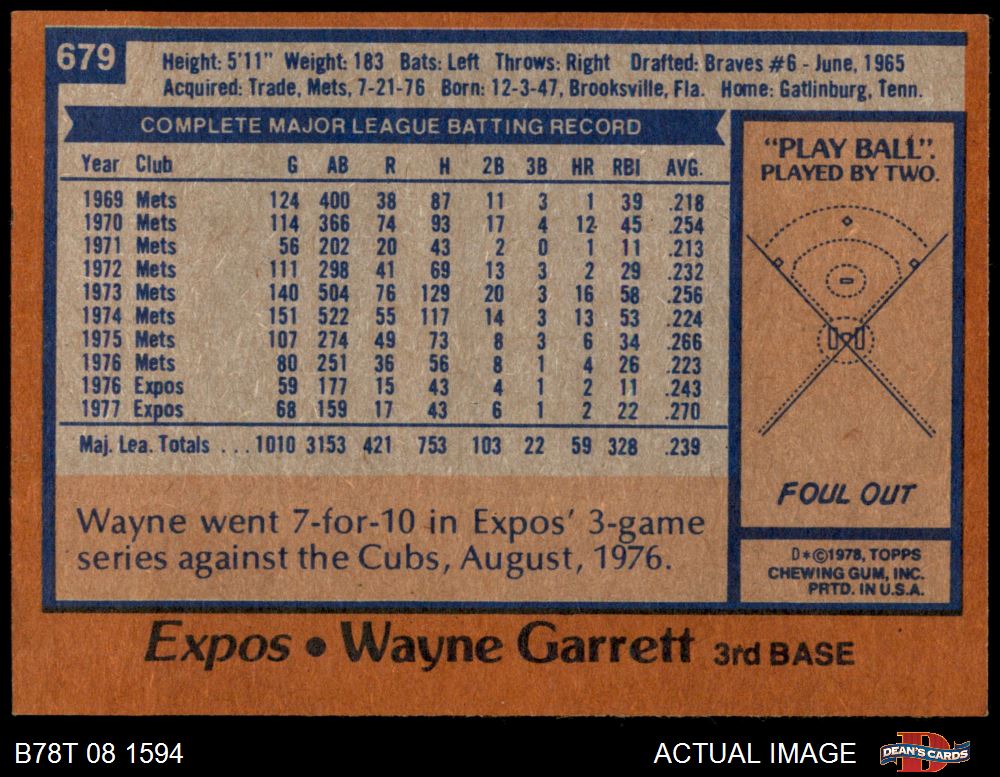 679
Height: 5'11" Weight: 183 Bats: Left Throws: Right Drafted: Braves #6 - June, 1965
Acquired: Trade, Mets, 7-21-76 Born: 12-3-47, Brooksville, Fla. Home: Gatlinburg, Tenn.
COMPLETE MAJOR LEAGUE BATTING RECORD
Year Club G AB R H 2B 3B HR RBI AVG.
1969 Mets 124 400 38 87 11 3 1 39 .218
1970 Mets 114 366 74 93 17 4 12 45 .254
1971 Mets 56 202 20 43 2 0 1 11 .213
1972 Mets 111 298 41 69 13 3 2 29 .232
1973 Mets 140 504 76 129 20 3 16 58 .256
1974 Mets 151 522 55 117 14 3 13 53 .224
1975 Mets 107 274 49 73 8 3 6 34 .266
1976 Mets 80 251 36 56 8 1 4 26 .223
1976 Expos 59 177 15 43 4 1 2 11 .243
1977 Expos 68 159 17 43 6 1 2 22 .270
Maj. Lea. Totals ... 1010 3153 421 753 103 22 59 328 .239
Wayne went 7-for-10 in Expos' 3-game
series against the Cubs, August, 1976.
"PLAY BALL".
PLAYED BY TWO.
FOUL OUT
D*©1978, TOPPS
CHEWING GUM, INC.
PRTD. IN U.S.A.
Expos • Wayne Garrett 3rd BASE
B78T 08 1594
ACTUAL IMAGE
D
DEAN'S CARDS